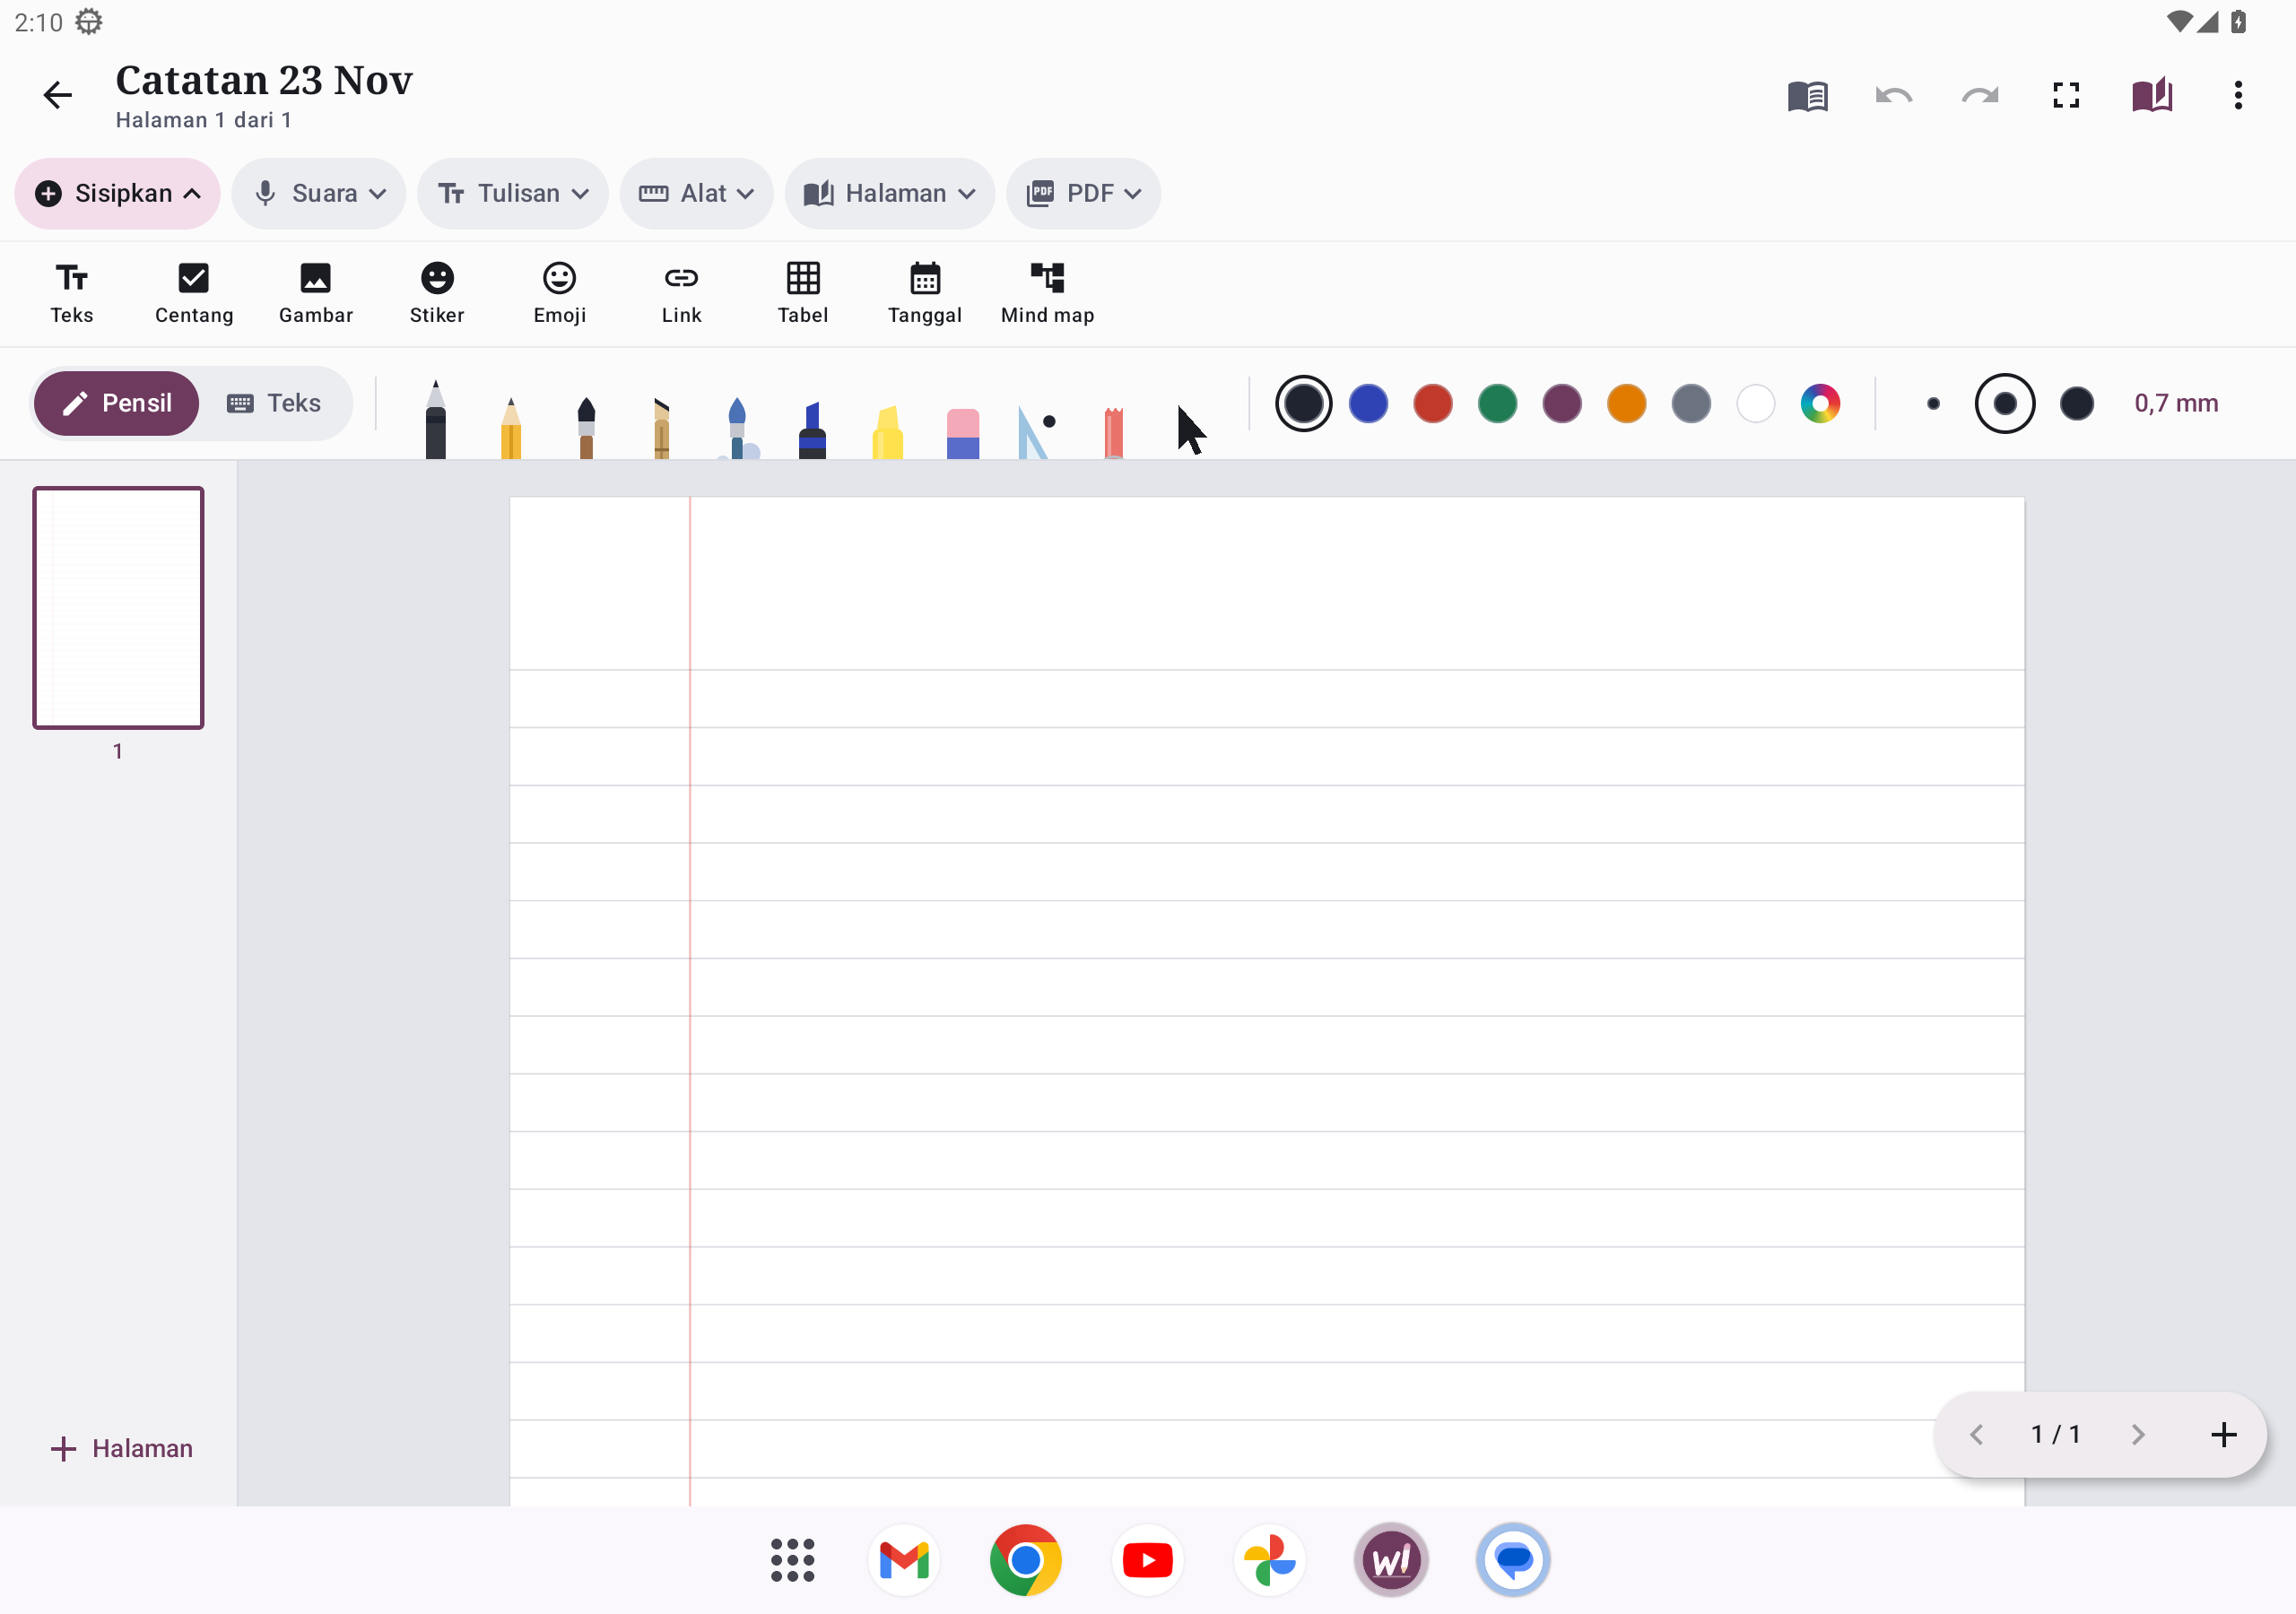 2:10
Catatan 23 Nov
Halaman 1 dari 1
Sisipkan
Suara
Tulisan
Alat
Halaman
PDF
PDF
Teks
Centang
Gambar
Stiker
Emoji
Link
Tabel
Tanggal
Mind map
Pensil
Teks
0,7 mm
1
Halaman
1 / 1